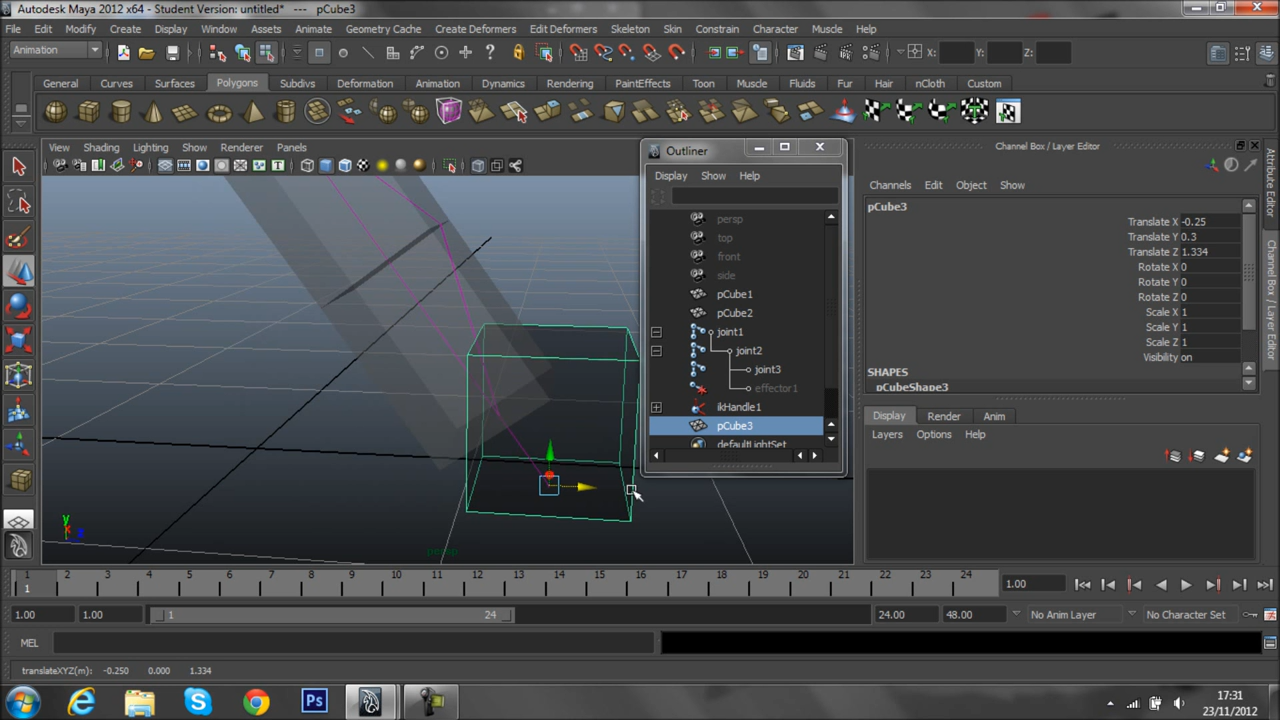 Autodesk Maya 2012 x64 - Student Version: untitled* --- pCube3
File Edit Modify Create Display Window Assets Animate Geometry Cache Create Deformers Edit Deformers Skeleton Skin Constrain Character Muscle Help
Animation X: Y: Z:
General Curves Surfaces Polygons Subdivs Deformation Animation Dynamics Rendering PaintEffects Toon Muscle Fluids Fur Hair nCloth Custom
View Shading Lighting Show Renderer Panels
Outliner
Display Show Help
persp
top
front
side
pCube1
pCube2
joint1
joint2
joint3
effector1
ikHandle1
pCube3
defaultLightSet
Channel Box / Layer Editor
Channels Edit Object Show
pCube3
Translate X -0.25
Translate Y 0.3
Translate Z 1.334
Rotate X 0
Rotate Y 0
Rotate Z 0
Scale X 1
Scale Y 1
Scale Z 1
Visibility on
SHAPES
pCubeShape3
Display Render Anim
Layers Options Help
Attribute Editor
Channel Box / Layer Editor
y
x z
persp
1 2 3 4 5 6 7 8 9 10 11 12 13 14 15 16 17 18 19 20 21 22 23 24
1 1.00
1.00 1.00 1 24 24.00 48.00 No Anim Layer No Character Set
MEL
translateXYZ(m): -0.250 0.000 1.334
Ps
17:31
23/11/2012